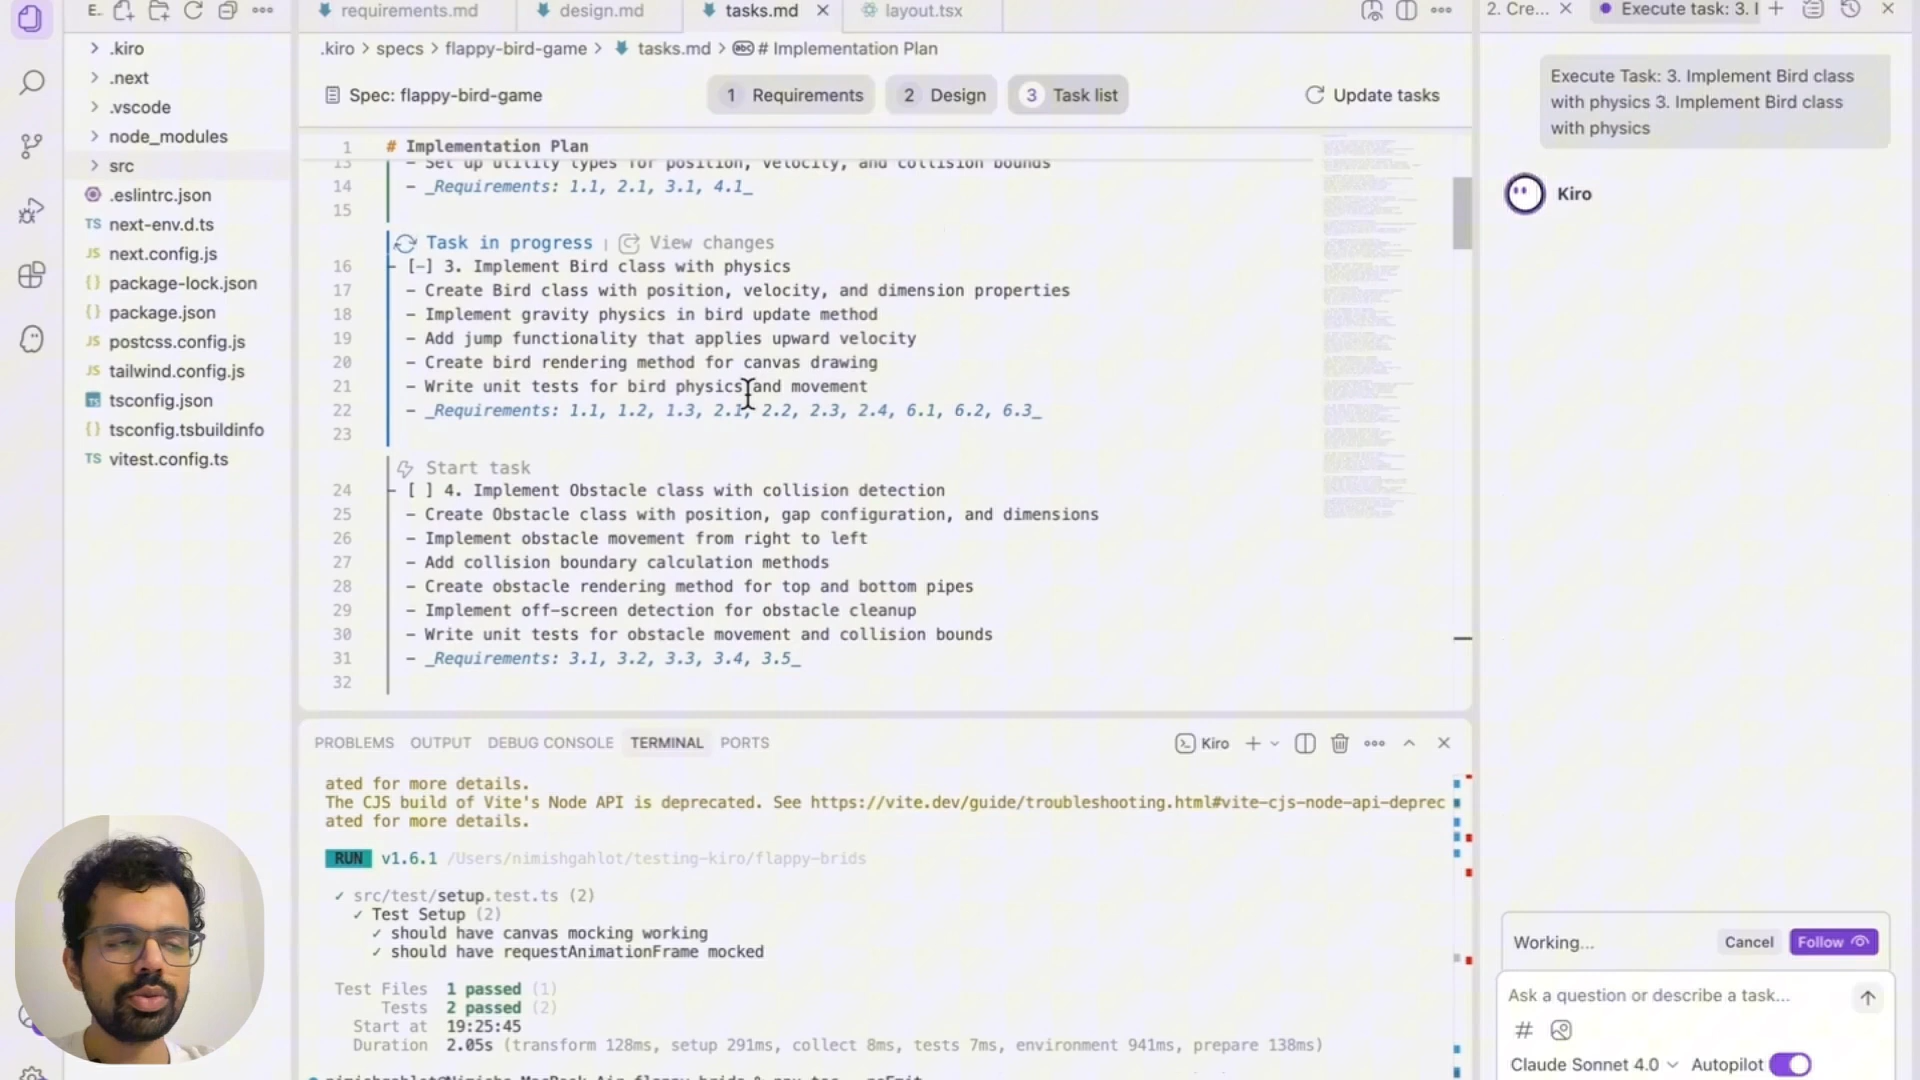 E.
requirements.md
design.md
tasks.md
layout.tsx
2. Cre...
Execute task: 3. I
.kiro
.next
.vscode
node_modules
src
.eslintrc.json
next-env.d.ts
next.config.js
package-lock.json
package.json
postcss.config.js
tailwind.config.js
tsconfig.json
tsconfig.tsbuildinfo
vitest.config.ts
.kiro > specs > flappy-bird-game > tasks.md > # Implementation Plan
Spec: flappy-bird-game
1 Requirements
2 Design
3 Task list
Update tasks
1 # Implementation Plan
13 - Set up utility types for position, velocity, and collision bounds
14 - _Requirements: 1.1, 2.1, 3.1, 4.1_
15
Task in progress | View changes
16 - [-] 3. Implement Bird class with physics
17 - Create Bird class with position, velocity, and dimension properties
18 - Implement gravity physics in bird update method
19 - Add jump functionality that applies upward velocity
20 - Create bird rendering method for canvas drawing
21 - Write unit tests for bird physics and movement
22 - _Requirements: 1.1, 1.2, 1.3, 2.1, 2.2, 2.3, 2.4, 6.1, 6.2, 6.3_
23
Start task
24 - [ ] 4. Implement Obstacle class with collision detection
25 - Create Obstacle class with position, gap configuration, and dimensions
26 - Implement obstacle movement from right to left
27 - Add collision boundary calculation methods
28 - Create obstacle rendering method for top and bottom pipes
29 - Implement off-screen detection for obstacle cleanup
30 - Write unit tests for obstacle movement and collision bounds
31 - _Requirements: 3.1, 3.2, 3.3, 3.4, 3.5_
32
PROBLEMS OUTPUT DEBUG CONSOLE TERMINAL PORTS
Kiro
ated for more details.
The CJS build of Vite's Node API is deprecated. See https://vite.dev/guide/troubleshooting.html#vite-cjs-node-api-deprec
ated for more details.
RUN v1.6.1 /Users/nimishgahlot/testing-kiro/flappy-brids
✓ src/test/setup.test.ts (2)
✓ Test Setup (2)
✓ should have canvas mocking working
✓ should have requestAnimationFrame mocked
Test Files 1 passed (1)
Tests 2 passed (2)
Start at 19:25:45
Duration 2.05s (transform 128ms, setup 291ms, collect 8ms, tests 7ms, environment 941ms, prepare 138ms)
Execute Task: 3. Implement Bird class
with physics 3. Implement Bird class
with physics
Kiro
Working...
Cancel
Follow
Ask a question or describe a task...
#
Claude Sonnet 4.0
Autopilot